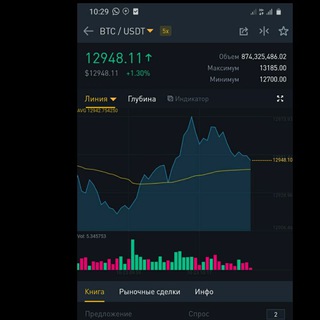 10:29
BTC / USDT 5x
12948.11↑ Объем 874,325,486.02
$12948.11 +1.30% Максимум 13185.00
Минимум 12700.00
Линия Глубина Индикатор
AVG 12942.754250
12948.10
Vol: 5.345753
Книга Рыночные сделки Инфо
Предложение Спрос 2